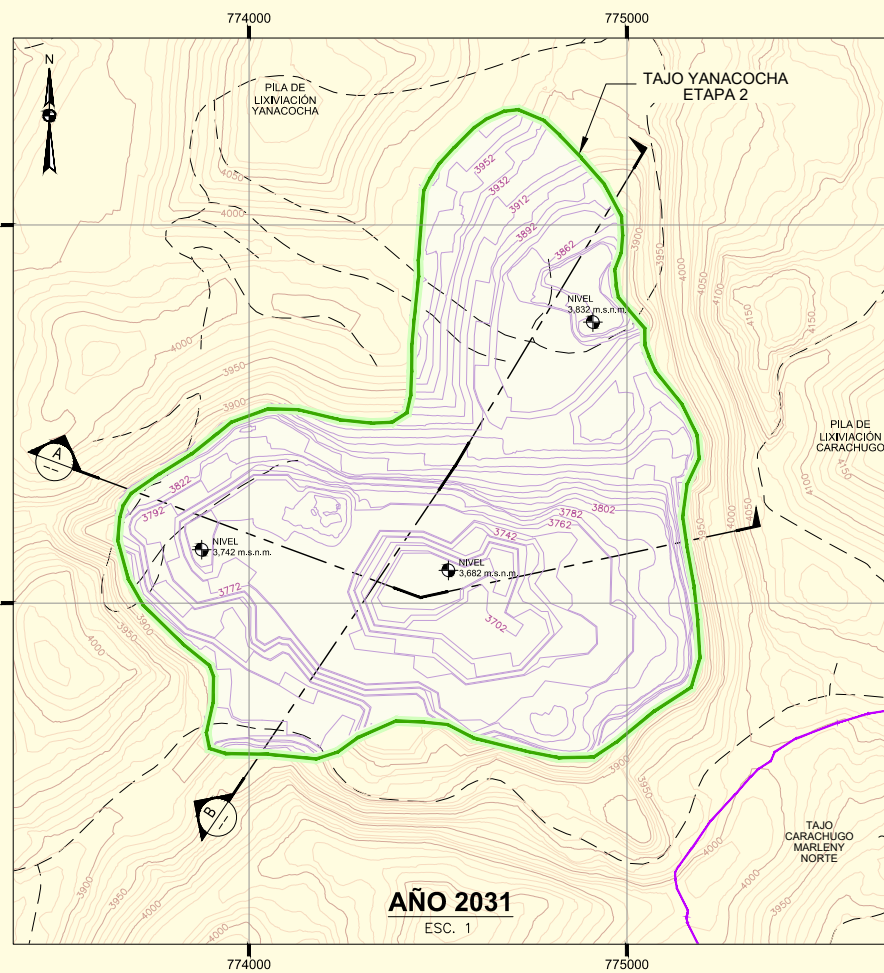 774000
775000
N
PILA DE
LIXIVIACIÓN
YANACOCHA
TAJO YANACOCHA
ETAPA 2
4050
4000
3952
3932
3912
3892
3862
3900
3950
4000
4050
4100
4150
4150
NIVEL
3,832 m.s.n.m.
4000
3950
3900
PILA DE
LIXIVIACIÓN
CARACHUGO
4150
4100
A
3822
3792
3802
3782
3762
3742
4050
4000
3950
NIVEL
3,742 m.s.n.m.
NIVEL
3,682 m.s.n.m.
3772
3702
3900
3950
4000
3900
3950
B
TAJO
CARACHUGO
MARLENY
NORTE
4000
4050
3900
3950
4000
4000
AÑO 2031
ESC. 1
774000
775000